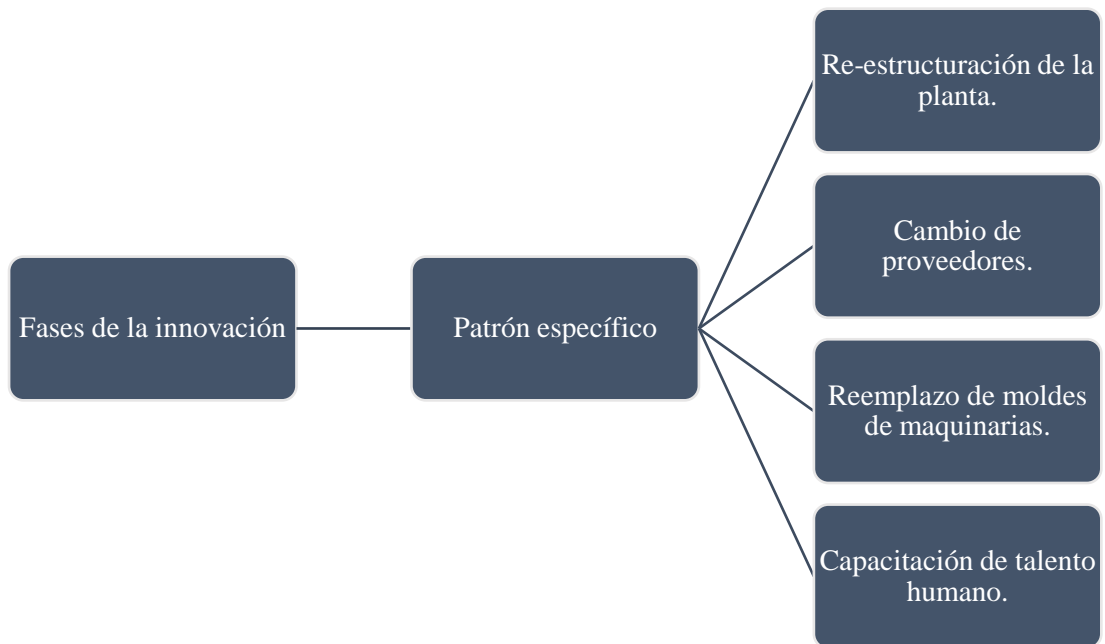 Re-estructuración de la
planta.
Cambio de
proveedores.
Fases de la innovación
Patrón específico
Reemplazo de moldes
de maquinarias.
Capacitación de talento
humano.